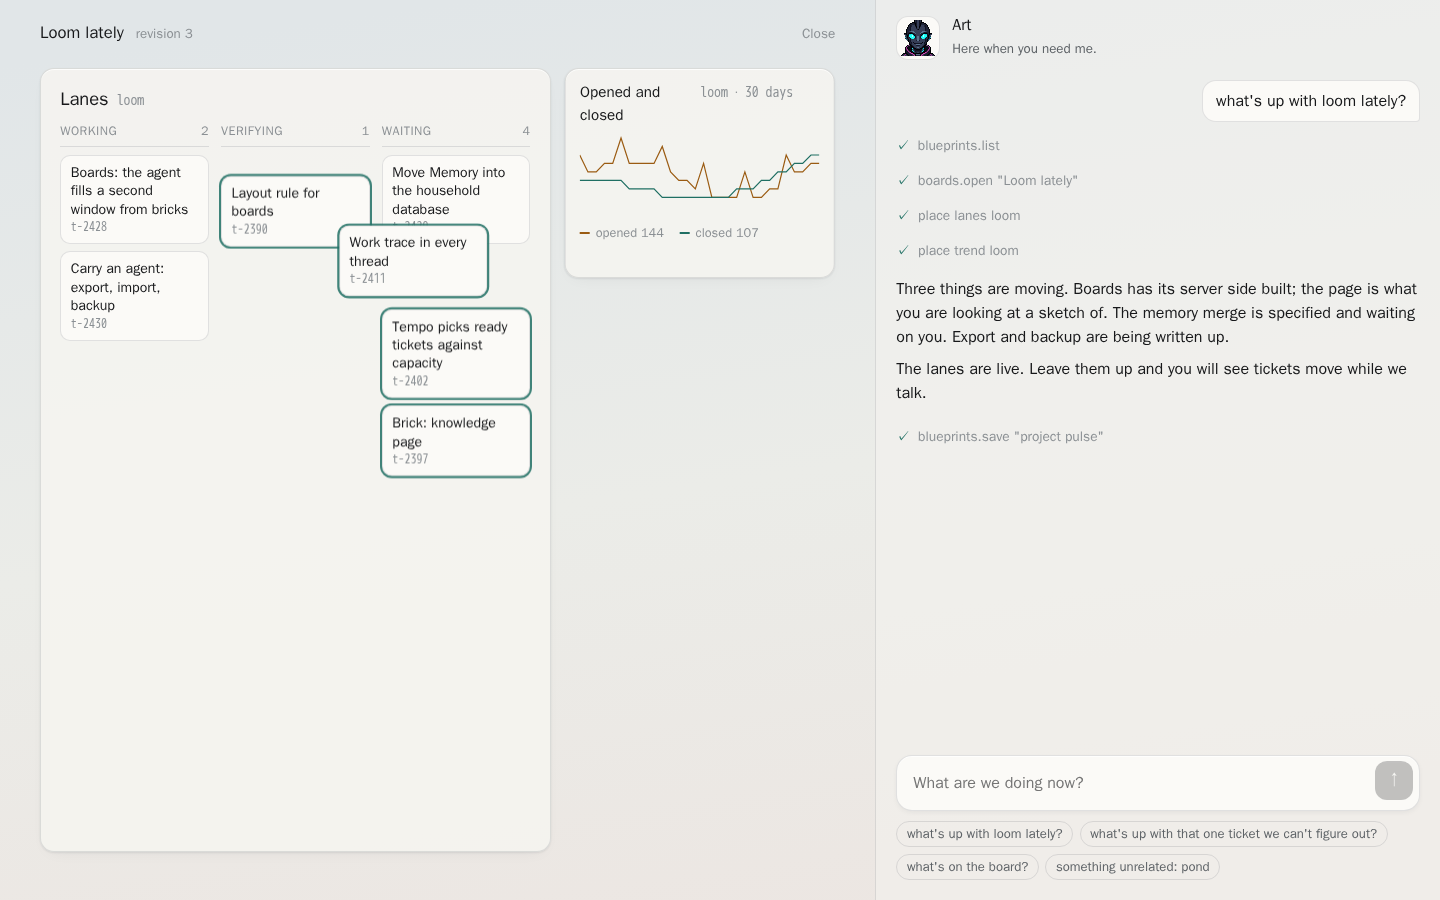 Loom lately revision 3
Close
Lanes loom
WORKING 2
VERIFYING 1
WAITING 4
Boards: the agent
fills a second
window from bricks
t-2428
Carry an agent:
export, import,
backup
t-2430
Layout rule for
boards
t-2390
Move Memory into
the household
database
Work trace in every
thread
t-2411
Tempo picks ready
tickets against
capacity
t-2402
Brick: knowledge
page
t-2397
Opened and
closed
loom · 30 days
opened 144
closed 107
Art
Here when you need me.
what's up with loom lately?
✓ blueprints.list
✓ boards.open "Loom lately"
✓ place lanes loom
✓ place trend loom
Three things are moving. Boards has its server side built; the page is what
you are looking at a sketch of. The memory merge is specified and waiting
on you. Export and backup are being written up.
The lanes are live. Leave them up and you will see tickets move while we
talk.
✓ blueprints.save "project pulse"
What are we doing now?
↑
what's up with loom lately?
what's up with that one ticket we can't figure out?
what's on the board?
something unrelated: pond